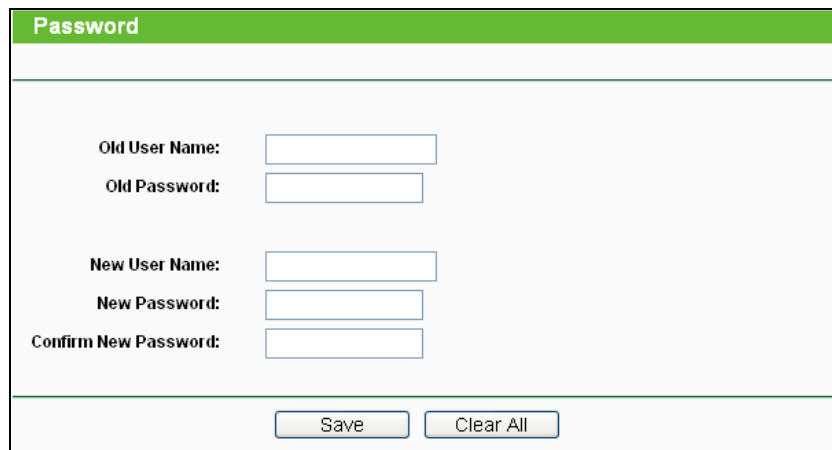 Password
Old User Name:
Old Password:
New User Name:
New Password:
Confirm New Password:
Save Clear All